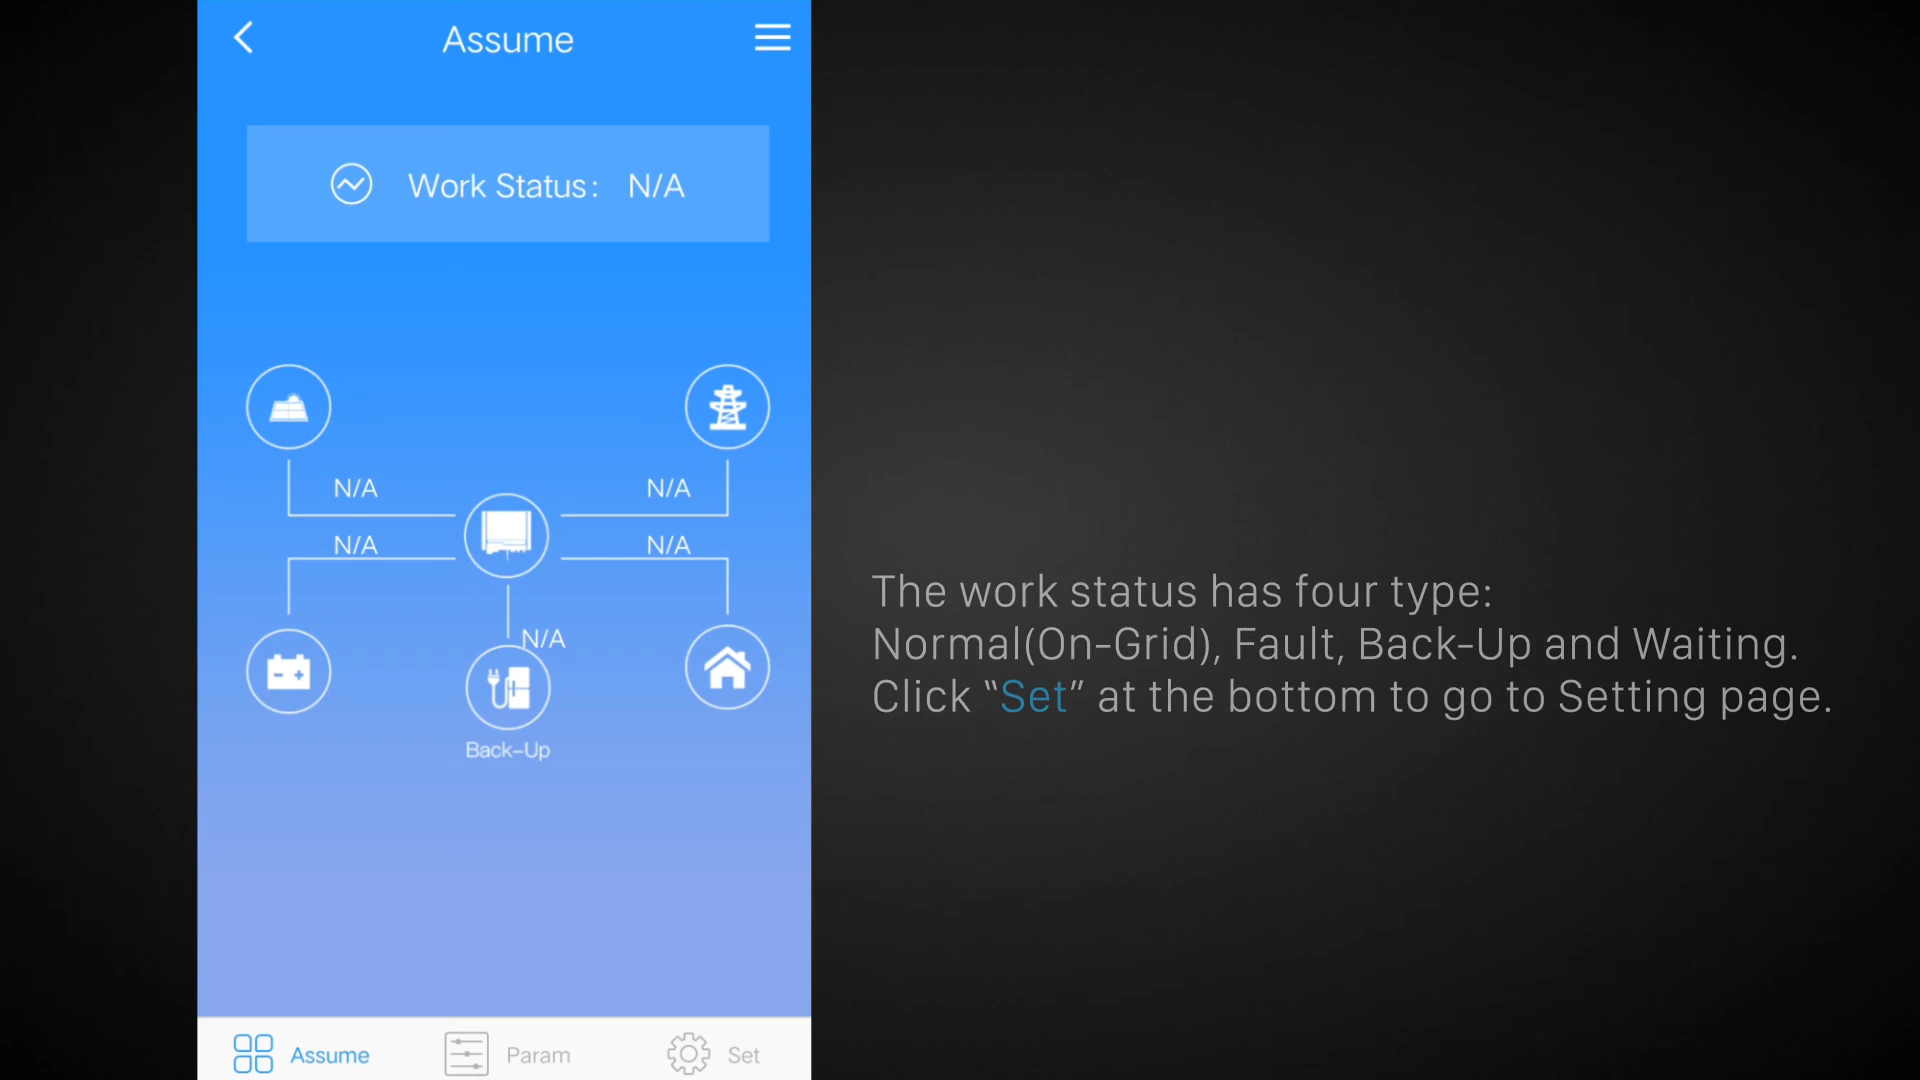 Assume
Work Status: N/A
N/A
N/A
N/A
N/A
N/A
Back-Up
The work status has four type:
Normal(On-Grid), Fault, Back-Up and Waiting.
Click “Set” at the bottom to go to Setting page.
Assume
Param
Set